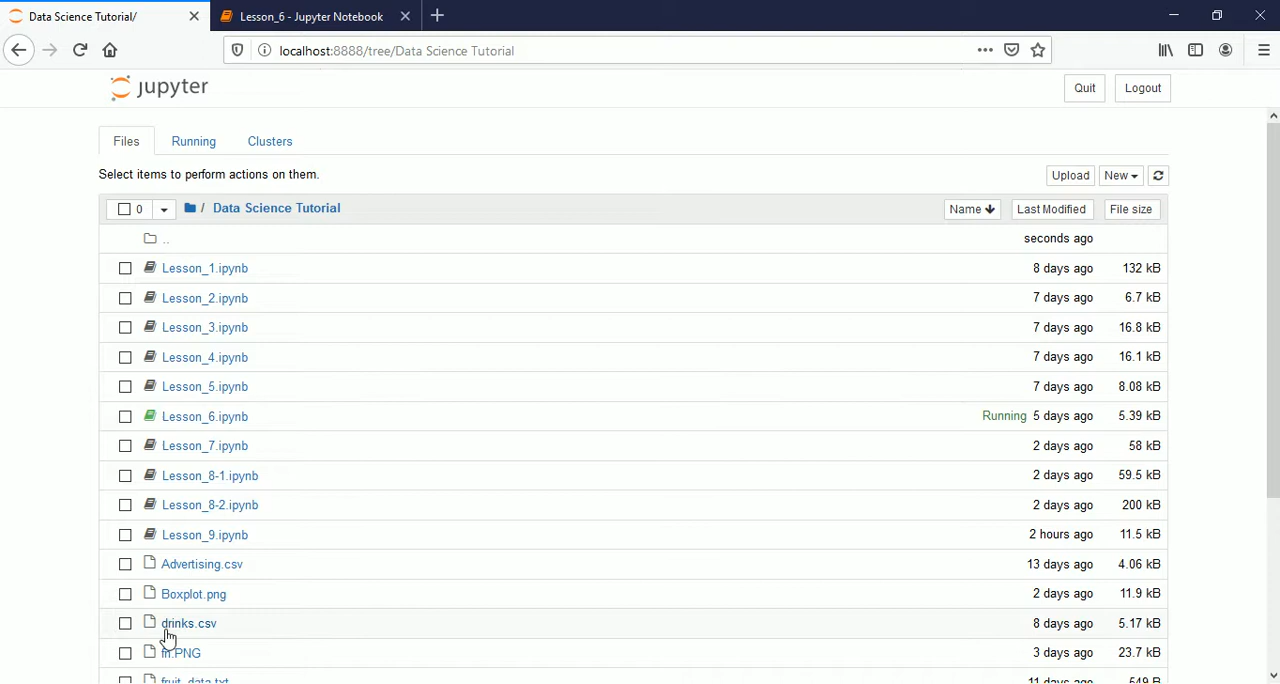 Data Science Tutorial/
Lesson_6 - Jupyter Notebook
localhost:8888/tree/Data Science Tutorial
jupyter
Quit
Logout
Files
Running
Clusters
Select items to perform actions on them.
Upload
New
0
/ Data Science Tutorial
Name
Last Modified
File size
.. seconds ago
Lesson_1.ipynb 8 days ago 132 kB
Lesson_2.ipynb 7 days ago 6.7 kB
Lesson_3.ipynb 7 days ago 16.8 kB
Lesson_4.ipynb 7 days ago 16.1 kB
Lesson_5.ipynb 7 days ago 8.08 kB
Lesson_6.ipynb Running 5 days ago 5.39 kB
Lesson_7.ipynb 2 days ago 58 kB
Lesson_8-1.ipynb 2 days ago 59.5 kB
Lesson_8-2.ipynb 2 days ago 200 kB
Lesson_9.ipynb 2 hours ago 11.5 kB
Advertising.csv 13 days ago 4.06 kB
Boxplot.png 2 days ago 11.9 kB
drinks.csv 8 days ago 5.17 kB
3 days ago 23.7 kB
fruit_data.txt 11 days ago 549 B